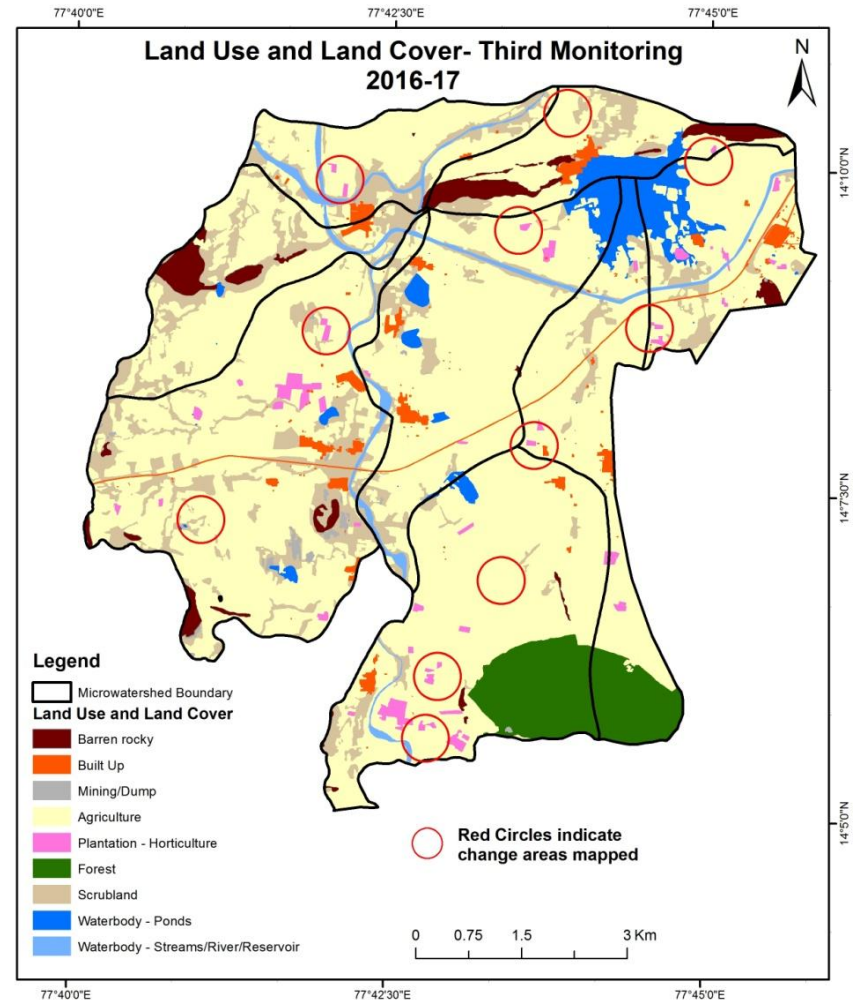 77°40'0"E 77°42'30"E 77°45'0"E
Land Use and Land Cover- Third Monitoring
2016-17
N
14°10'0"N
14°7'30"N
14°5'0"N
Legend
Microwatershed Boundary
Land Use and Land Cover
Barren rocky
Built Up
Mining/Dump
Agriculture
Plantation - Horticulture
Forest
Scrubland
Waterbody - Ponds
Waterbody - Streams/River/Reservoir
Red Circles indicate
change areas mapped
0 0.75 1.5 3 Km
77°40'0"E 77°42'30"E 77°45'0"E